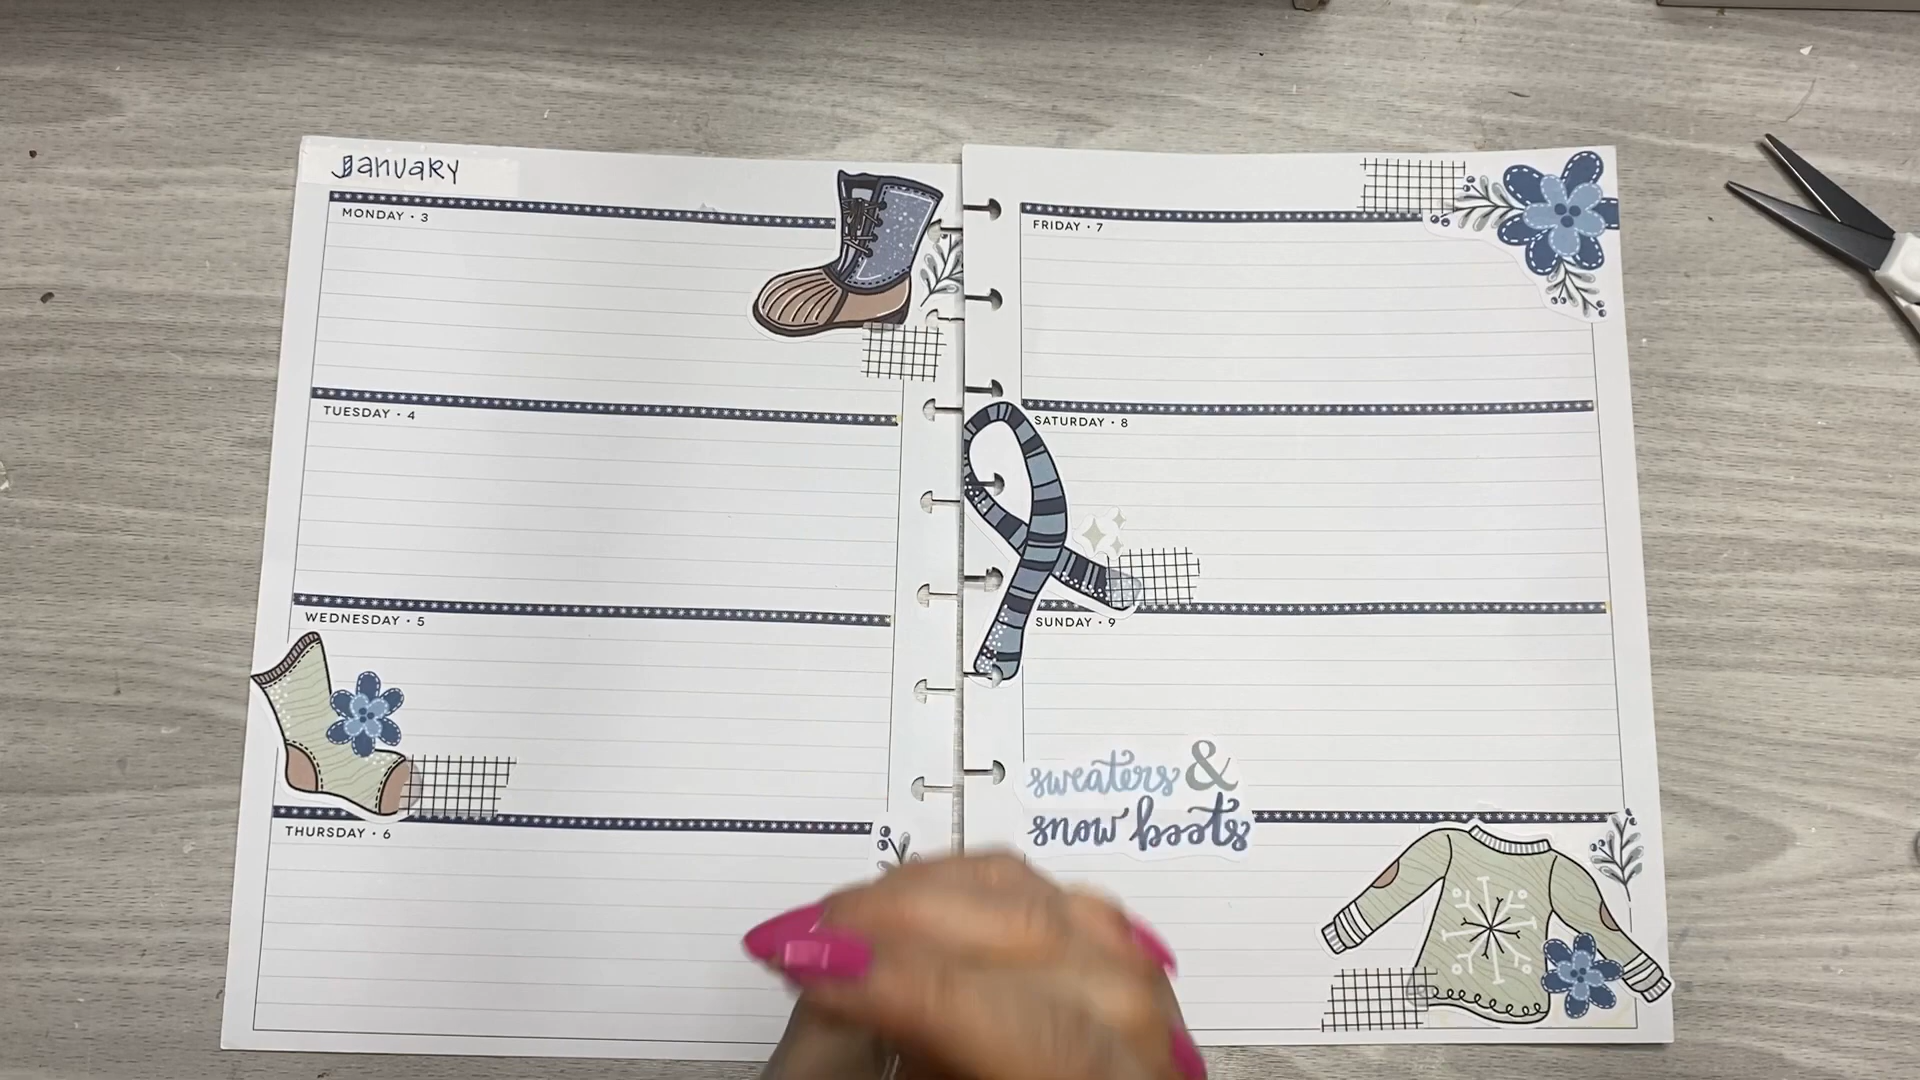 January
MONDAY • 3
TUESDAY • 4
WEDNESDAY • 5
THURSDAY • 6
FRIDAY • 7
SATURDAY • 8
SUNDAY • 9
sweaters &
snow boots